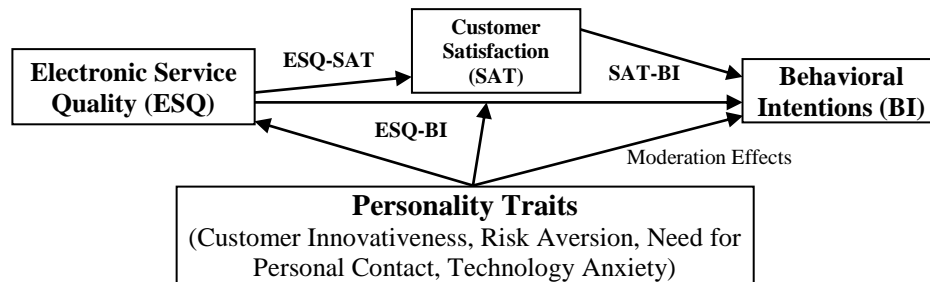 Customer
Satisfaction
(SAT)
ESQ-SAT
SAT-BI
Electronic Service
Quality (ESQ)
Behavioral
Intentions (BI)
ESQ-BI
Moderation Effects
Personality Traits
(Customer Innovativeness, Risk Aversion, Need for
Personal Contact, Technology Anxiety)